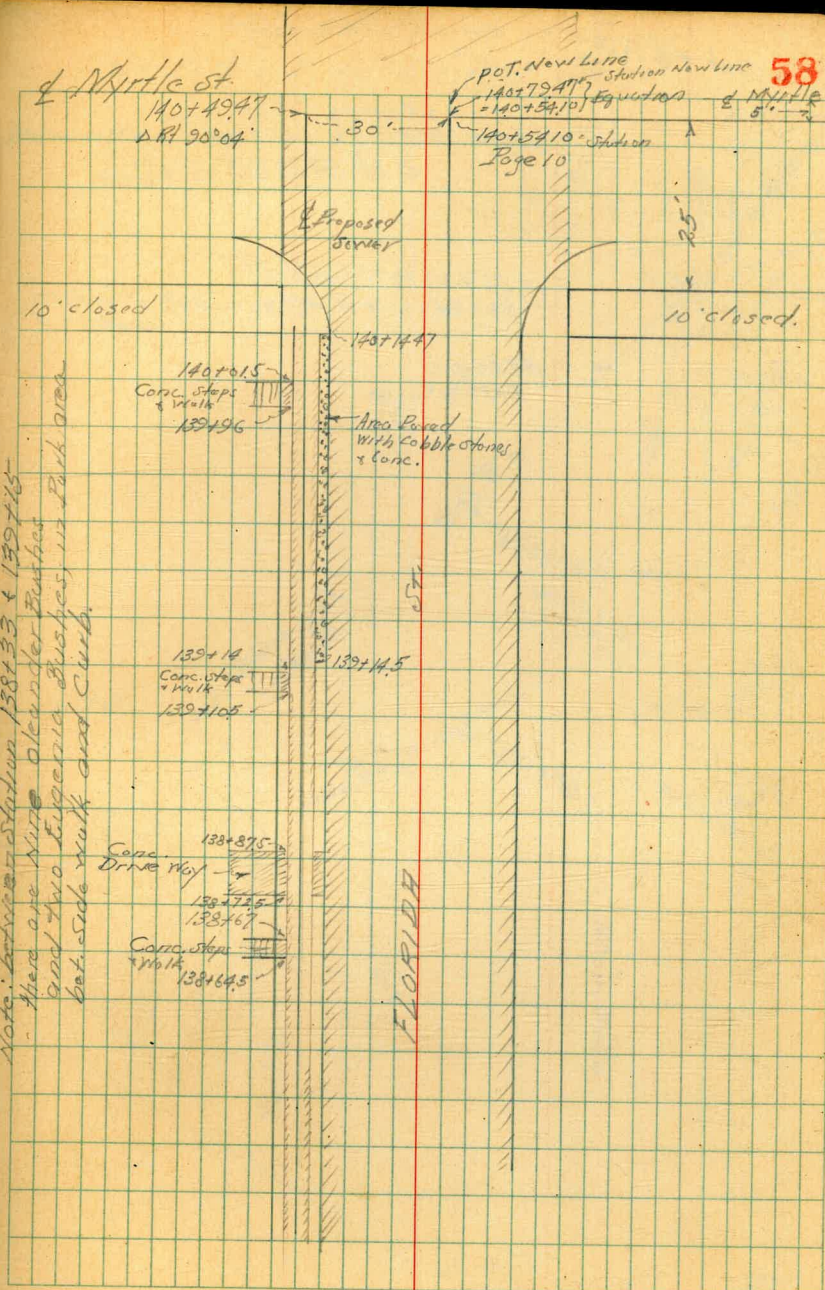 58
℄ Myrtle St.
140+49.47
Δ Rt 90°04'
30'
P.O.T. New Line
140+79.47 Station New Line
=140+54.10 Equation
℄ Myrtle
5'
140+54.10 = Station
Page 10
25'
℄ Proposed
Sewer
10' closed
10' closed.
140+14.47
140+01.5
Conc. Steps
& Walk
139+96
Area Paved
With Cobble Stones
& Conc.
139+14
Conc. Steps
& Walk
139+10.5
139+14.5
138+87.5
Conc.
Drive Way
138+72.5
138+67
Conc. Steps
& Walk
138+64.5
FLORIDA
ST.
Note: between Station 138+33 & 139+15
there are Nine Oleander Bushes
and two Eugenia Bushes, in Park area
bet. Side walk and Curb.